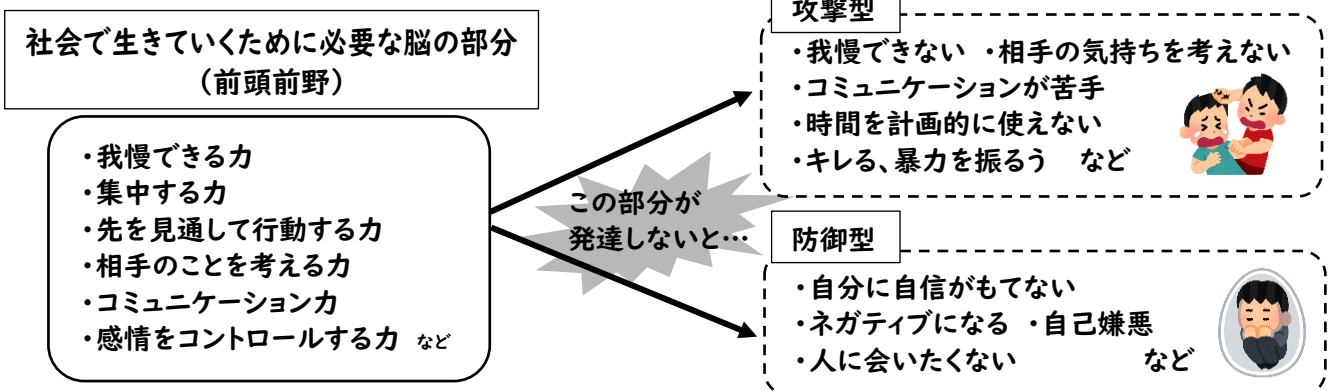 社会で生きていくために必要な脳の部分
(前頭前野)
・我慢できる力
・集中する力
・先を見通して行動する力
・相手のことを考える力
・コミュニケーション力
・感情をコントロールする力 など
この部分が
発達しないと…
攻撃型
・我慢できない ・相手の気持ちを考えない
・コミュニケーションが苦手
・時間を計画的に使えない
・キレる、暴力を振るう など
防御型
・自分に自信がもてない
・ネガティブになる ・自己嫌悪
・人に会いたくない など